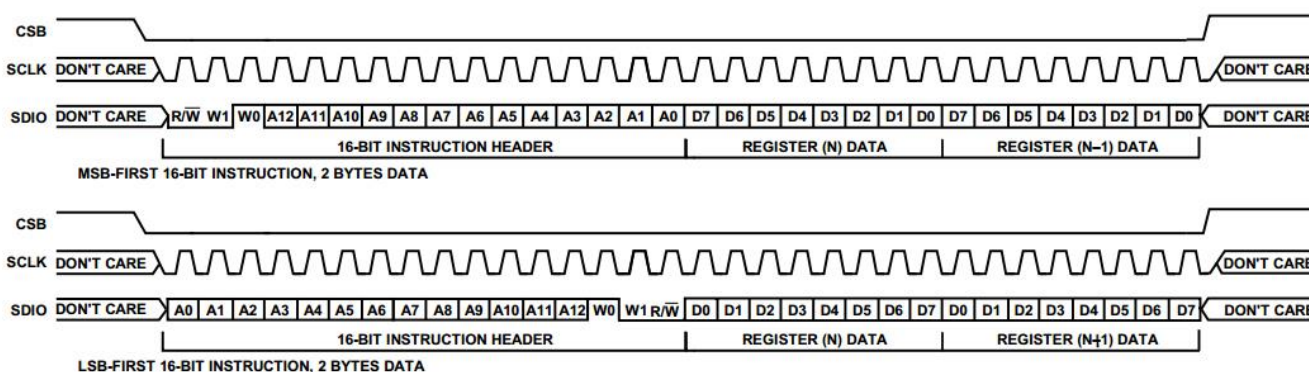 CSB
SCLK DON'T CARE DON'T CARE
SDIO DON'T CARE R/W̅ W1 W0 A12 A11 A10 A9 A8 A7 A6 A5 A4 A3 A2 A1 A0 D7 D6 D5 D4 D3 D2 D1 D0 D7 D6 D5 D4 D3 D2 D1 D0 DON'T CARE
16-BIT INSTRUCTION HEADER REGISTER (N) DATA REGISTER (N–1) DATA
MSB-FIRST 16-BIT INSTRUCTION, 2 BYTES DATA
CSB
SCLK DON'T CARE DON'T CARE
SDIO DON'T CARE A0 A1 A2 A3 A4 A5 A6 A7 A8 A9 A10 A11 A12 W0 W1 R/W̅ D0 D1 D2 D3 D4 D5 D6 D7 D0 D1 D2 D3 D4 D5 D6 D7 DON'T CARE
16-BIT INSTRUCTION HEADER REGISTER (N) DATA REGISTER (N+1) DATA
LSB-FIRST 16-BIT INSTRUCTION, 2 BYTES DATA